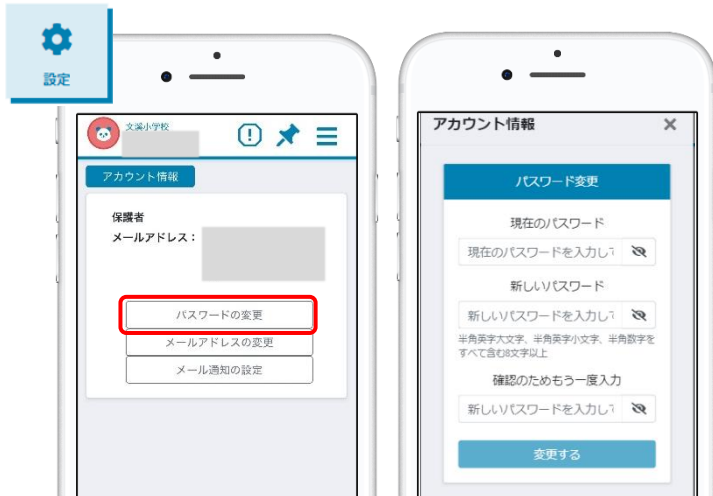 設定
文渓小学校
アカウント情報
保護者
メールアドレス：
パスワードの変更
メールアドレスの変更
メール通知の設定
アカウント情報 ×
パスワード変更
現在のパスワード
現在のパスワードを入力して
新しいパスワード
新しいパスワードを入力して
半角英字大文字、半角英字小文字、半角数字を
すべて含む8文字以上
確認のためもう一度入力
新しいパスワードを入力して
変更する